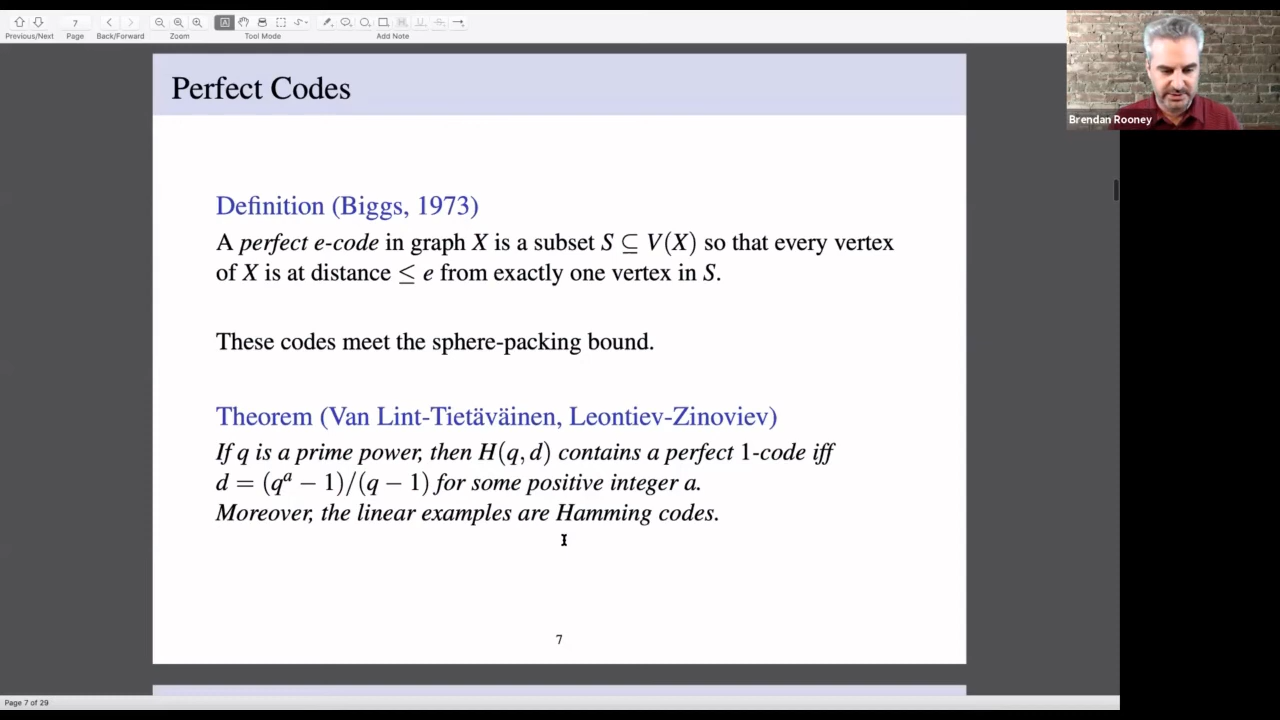 7
Previous/Next Page Back/Forward Zoom Tool Mode Add Note
Brendan Rooney
Perfect Codes
Definition (Biggs, 1973)
A perfect e-code in graph X is a subset S ⊆ V(X) so that every vertex
of X is at distance ≤ e from exactly one vertex in S.
These codes meet the sphere-packing bound.
Theorem (Van Lint-Tietäväinen, Leontiev-Zinoviev)
If q is a prime power, then H(q, d) contains a perfect 1-code iff
d = (qᵃ − 1)/(q − 1) for some positive integer a.
Moreover, the linear examples are Hamming codes.
7
Page 7 of 29